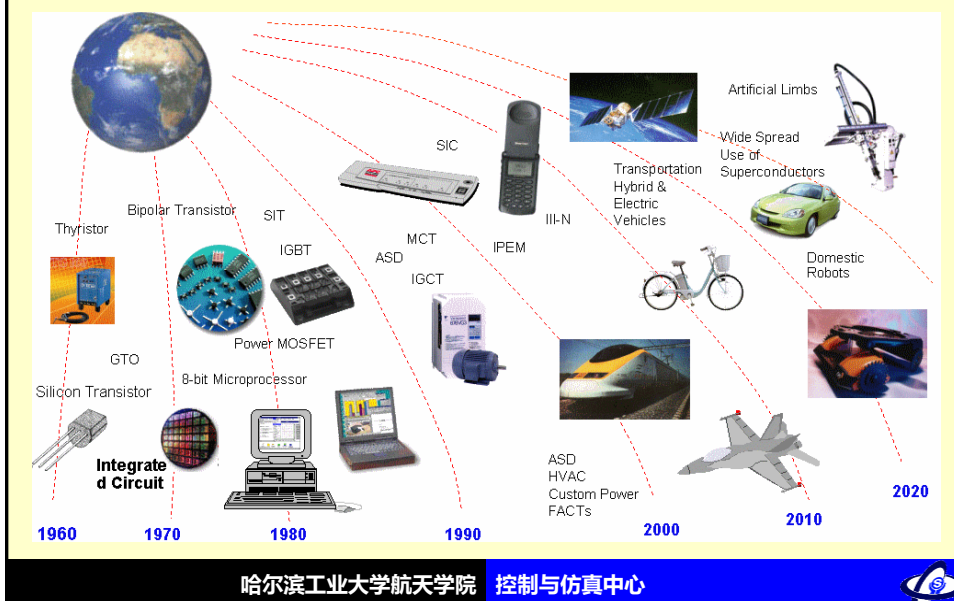 Artificial Limbs
SIC
Wide Spread
Use of
Superconductors
Transportation
Hybrid &
Electric
Vehicles
Bipolar Transistor
SIT
III-N
Thyristor
MCT
IPEM
IGBT
ASD
Domestic
Robots
IGCT
Power MOSFET
GTO
8-bit Microprocessor
Silicon Transistor
Integrate
d Circuit
ASD
HVAC
Custom Power
FACTs
1960
1970
1980
1990
2000
2010
2020
哈尔滨工业大学航天学院 控制与仿真中心